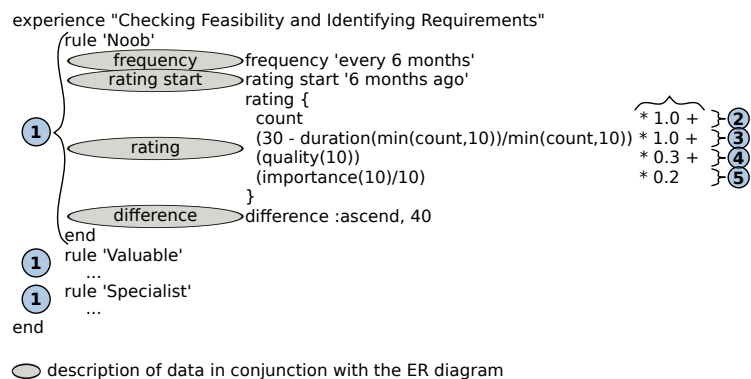 experience "Checking Feasibility and Identifying Requirements"
rule 'Noob'
frequency frequency 'every 6 months'
rating start rating start '6 months ago'
rating {
count * 1.0 + 2
1 (30 - duration(min(count,10))/min(count,10)) * 1.0 + 3
rating (quality(10)) * 0.3 + 4
(importance(10)/10) * 0.2 5
}
difference difference :ascend, 40
end
1 rule 'Valuable'
...
1 rule 'Specialist'
...
end
description of data in conjunction with the ER diagram